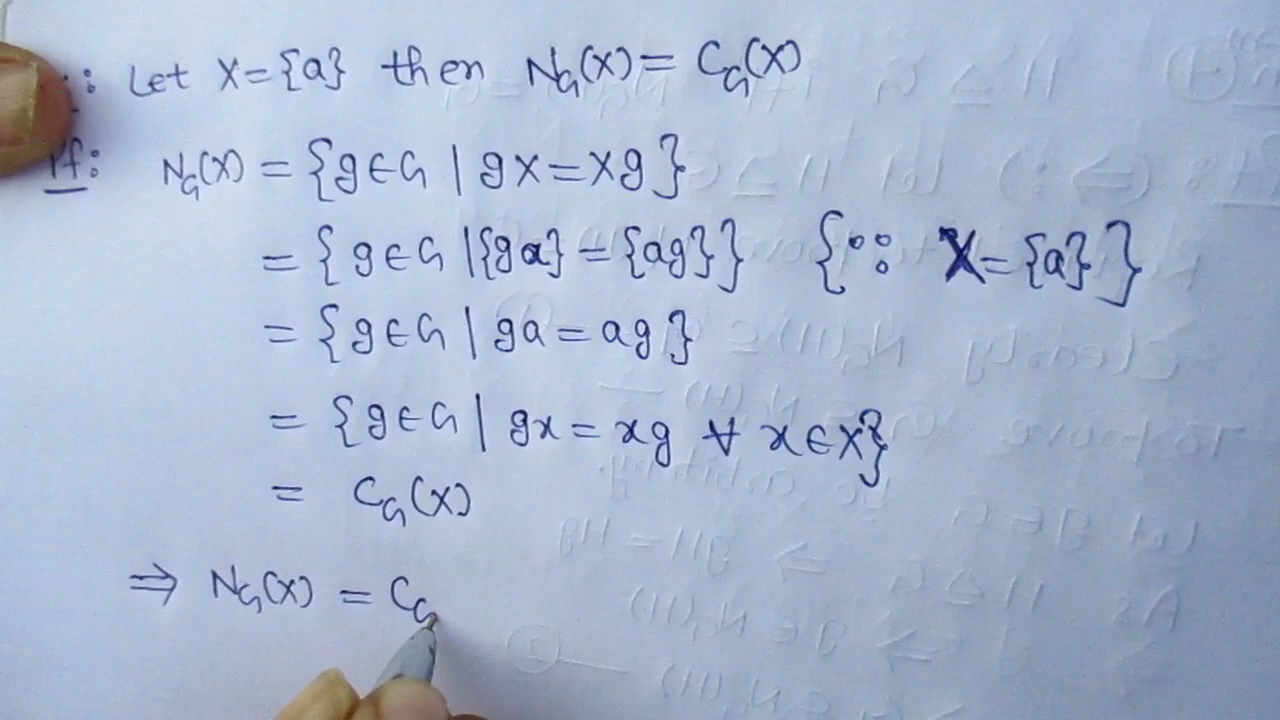 : Let X={a} then N_G(X) = C_G(X)
Pf: N_G(X) = {g∈G | gX=Xg}
= {g∈G | {ga} = {ag}} {∵ X={a}}
= {g∈G | ga = ag}
= {g∈G | gx = xg ∀ x∈X}
= C_G(X)
⇒ N_G(X) = C_G